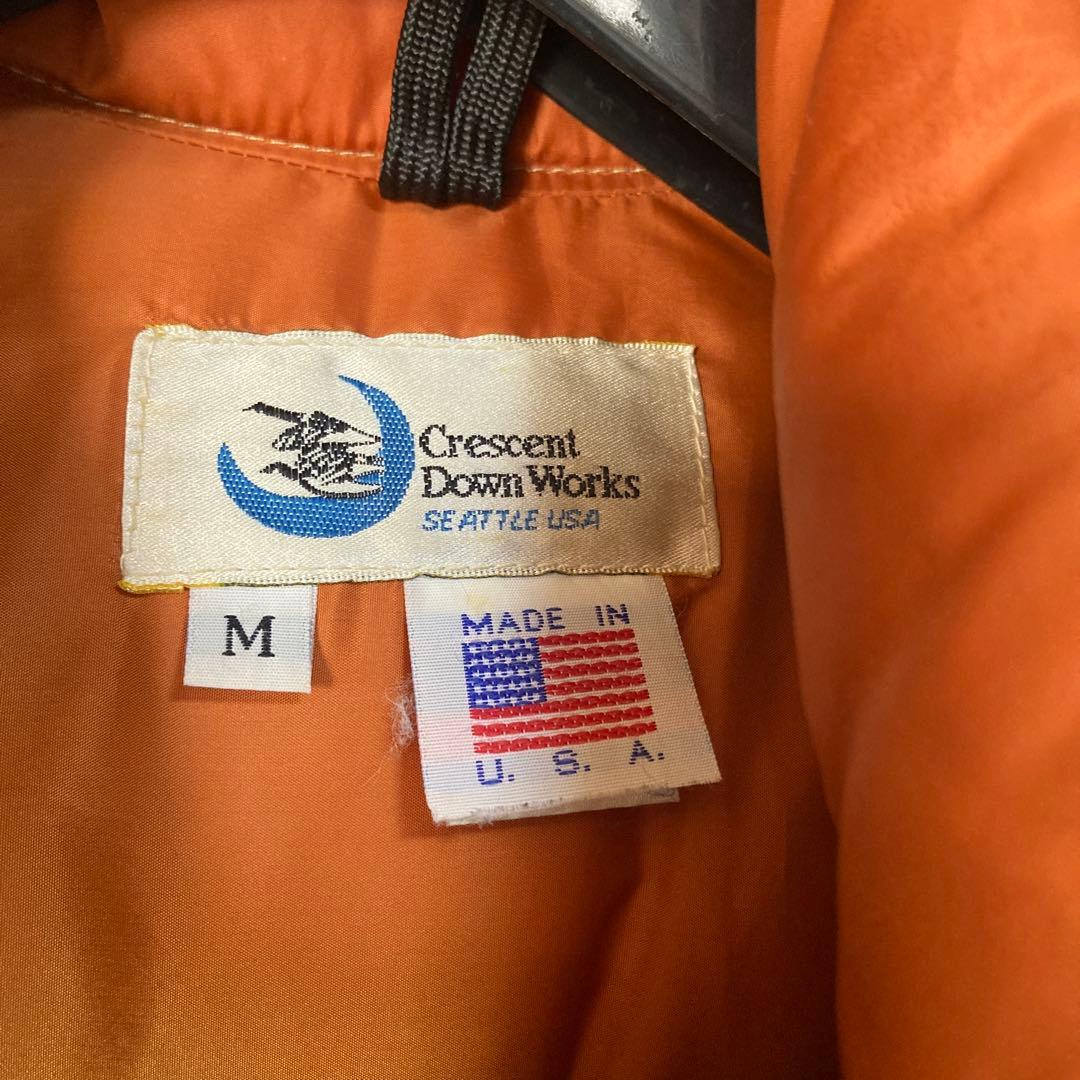 Crescent
Down Works
SEATTLE USA
M
MADE IN
U. S. A.